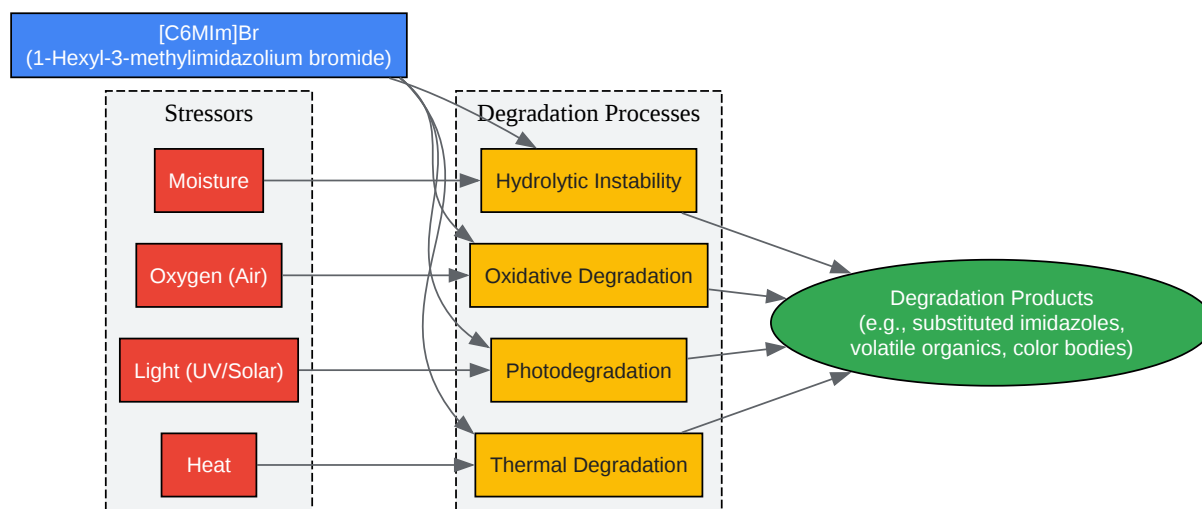 [C6MIm]Br
(1-Hexyl-3-methylimidazolium bromide)
Stressors
Moisture
Oxygen (Air)
Light (UV/Solar)
Heat
Degradation Processes
Hydrolytic Instability
Oxidative Degradation
Photodegradation
Thermal Degradation
Degradation Products
(e.g., substituted imidazoles,
volatile organics, color bodies)